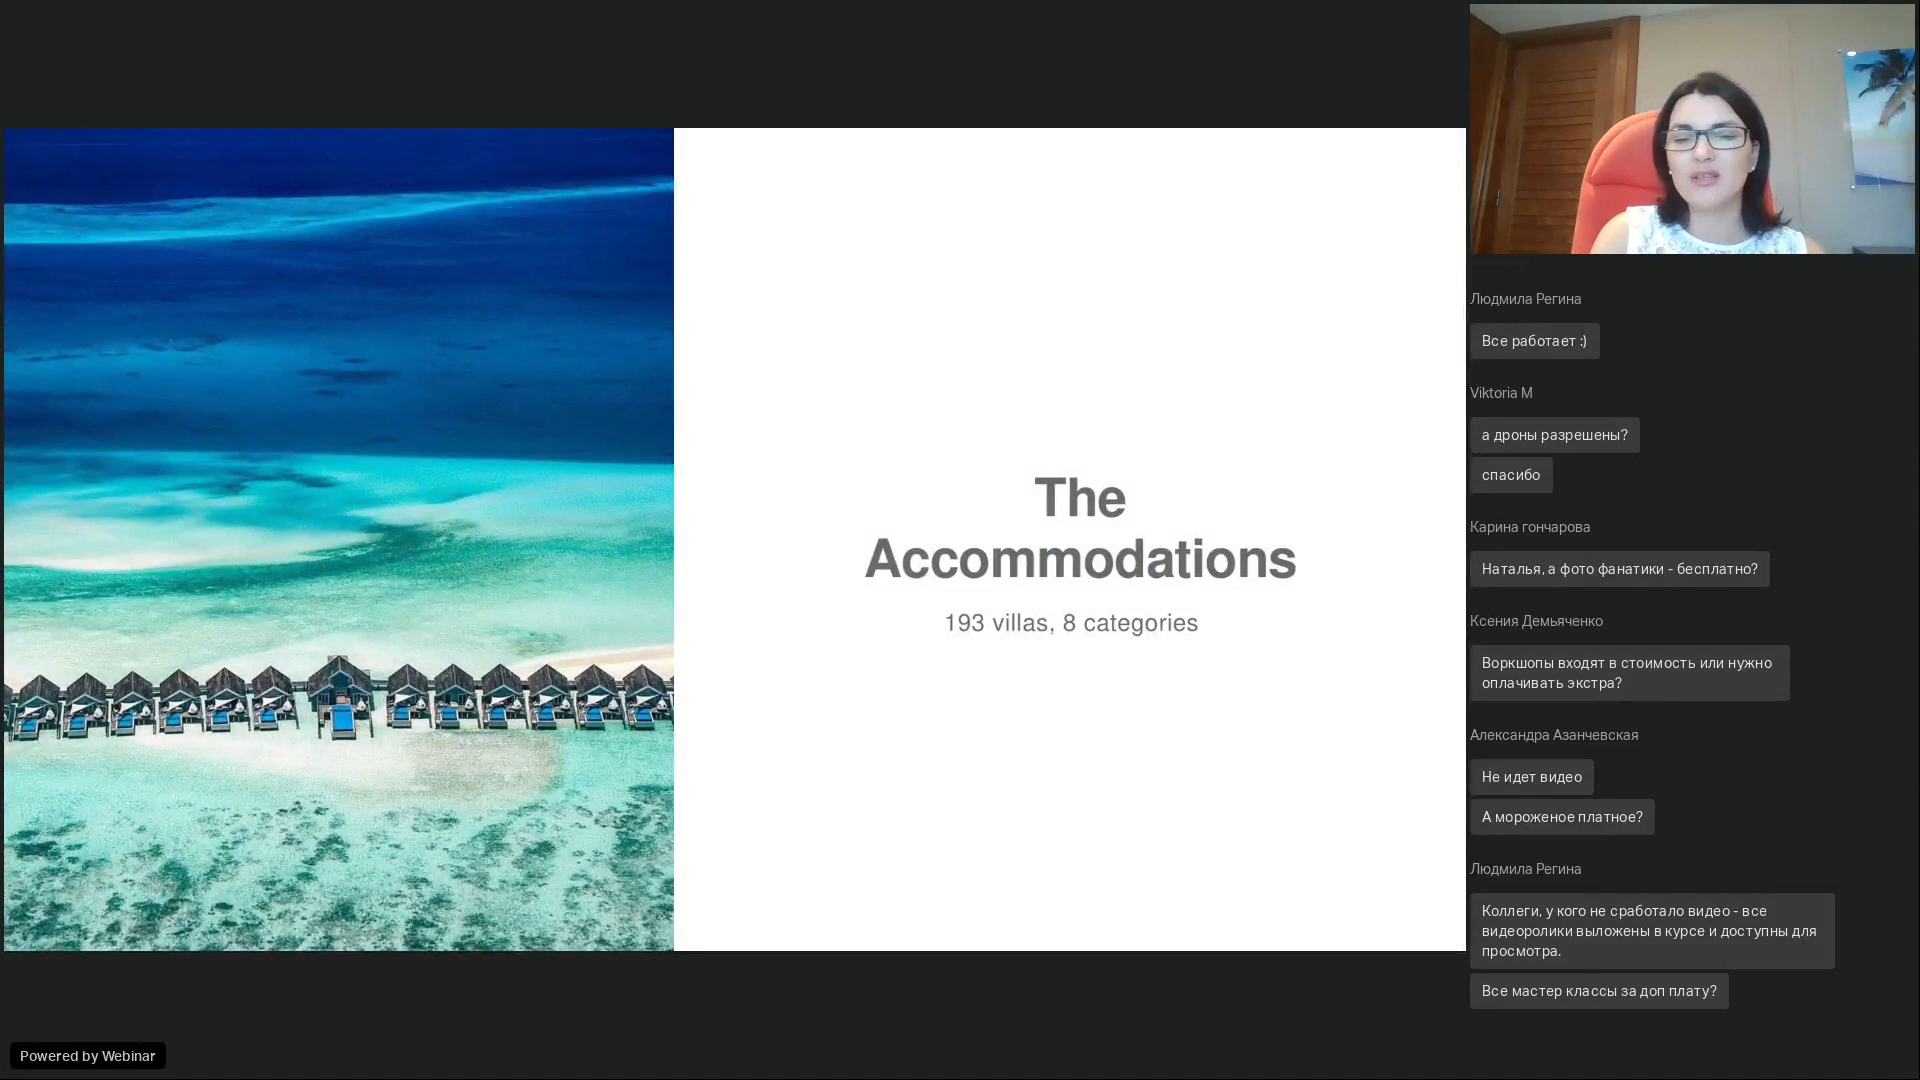 The
Accommodations
193 villas, 8 categories
Людмила Регина
Все работает :)
Viktoria M
а дроны разрешены?
спасибо
Карина гончарова
Наталья, а фото фанатики - бесплатно?
Ксения Демьяченко
Воркшопы входят в стоимость или нужно
оплачивать экстра?
Александра Азанчевская
Не идет видео
А мороженое платное?
Людмила Регина
Коллеги, у кого не сработало видео - все
видеоролики выложены в курсе и доступны для
просмотра.
Все мастер классы за доп плату?
Powered by Webinar